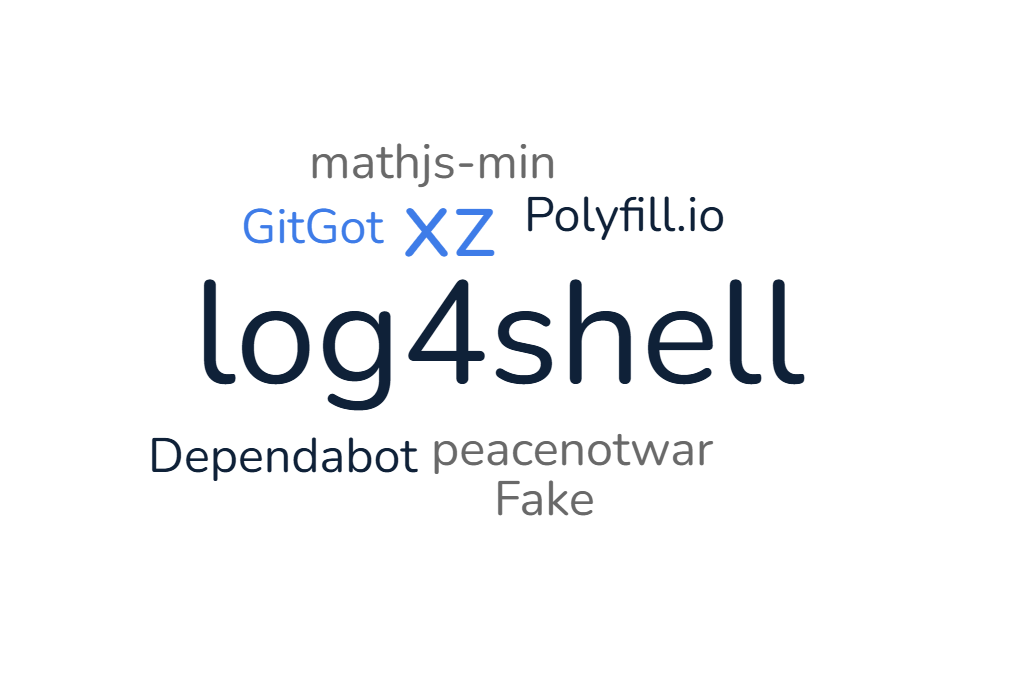 mathjs-min
GitGot xz Polyfill.io
log4shell
Dependabot peacenotwar
Fake